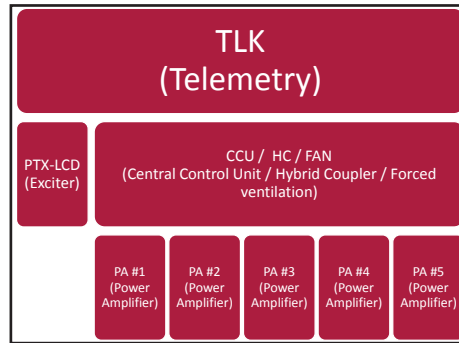 TLK
(Telemetry)
PTX-LCD
(Exciter)
CCU / HC / FAN
(Central Control Unit / Hybrid Coupler / Forced
ventilation)
PA #1
(Power
Amplifier)
PA #2
(Power
Amplifier)
PA #3
(Power
Amplifier)
PA #4
(Power
Amplifier)
PA #5
(Power
Amplifier)